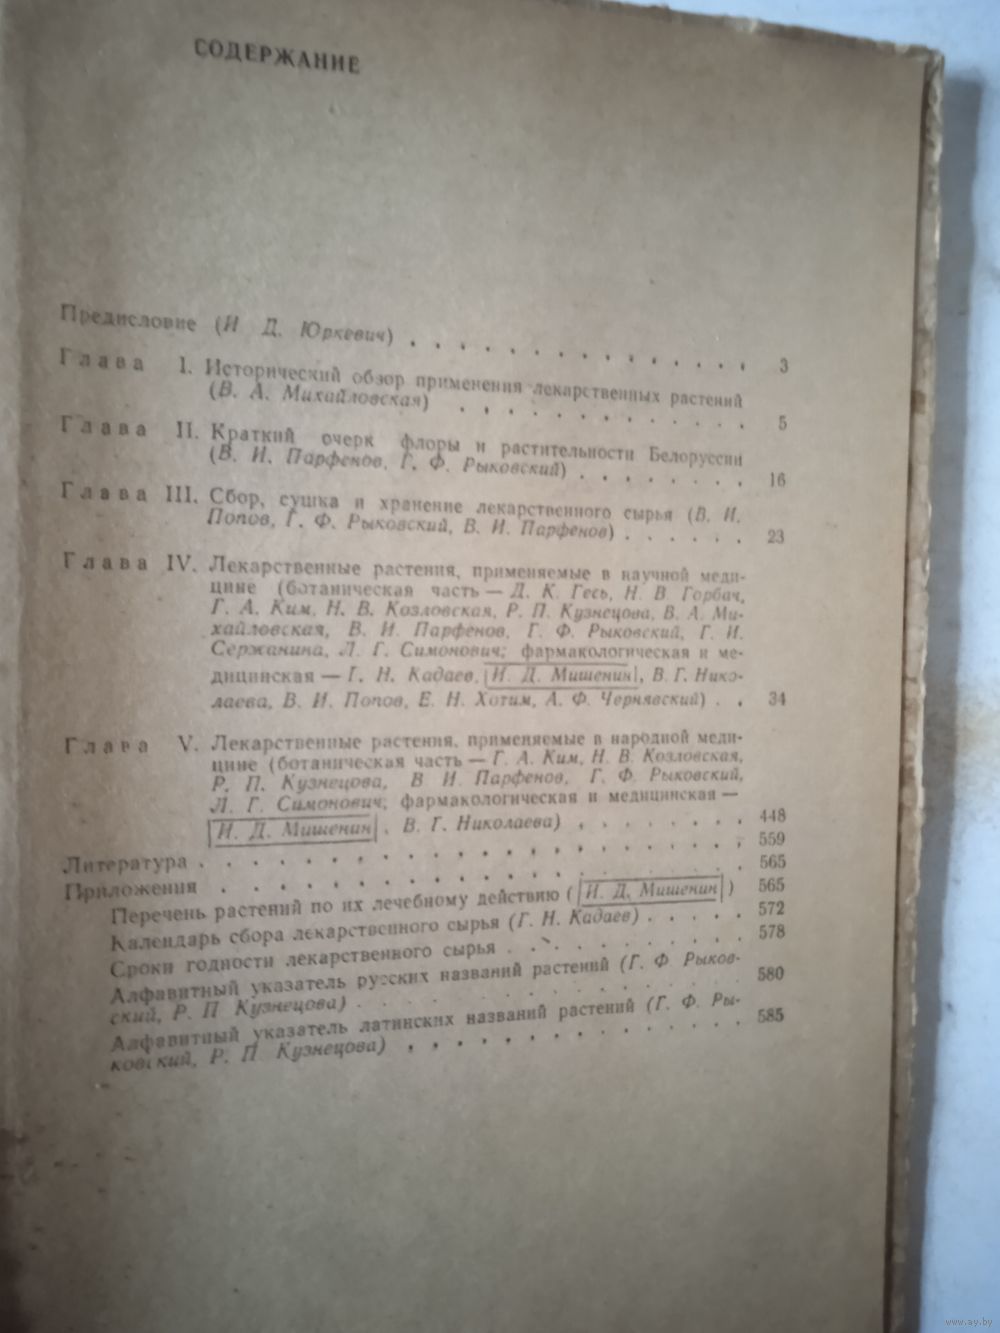 СОДЕРЖАНИЕ
Предисловие (И. Д. Юркевич) . . . . . . . . . . . . . . 3
Глава I. Исторический обзор применения лекарственных растений
(В. А. Михайловская) . . . . . . . . . . . . 5
Глава II. Краткий очерк флоры и растительности Белоруссии
(В. И. Парфенов, Г. Ф. Рыковский) . . . . . . . 16
Глава III. Сбор, сушка и хранение лекарственного сырья (В. И.
Попов, Г. Ф. Рыковский, В. И. Парфенов) . . . . . . 23
Глава IV. Лекарственные растения, применяемые в научной меди-
цине (ботаническая часть — Д. К. Гесь, Н. В. Горбач,
Г. А. Ким, Н. В. Козловская, Р. П. Кузнецова, В. А. Ми-
хайловская, В. И. Парфенов, Г. Ф. Рыковский, Г. И.
Сержанина, Л. Г. Симонович; фармакологическая и ме-
дицинская — Г. Н. Кадаев, И. Д. Мишенин, В. Г. Нико-
лаева, В. И. Попов, Е. Н. Хотим, А. Ф. Чернявский) . . 34
Глава V. Лекарственные растения, применяемые в народной меди-
цине (ботаническая часть — Г. А. Ким, Н. В. Козловская,
Р. П. Кузнецова, В. И. Парфенов, Г. Ф. Рыковский,
Л. Г. Симонович; фармакологическая и медицинская —
И. Д. Мишенин, В. Г. Николаева) . . . . . . . 448
Литература . . . . . . . . . . . . . . . . . . . . . 559
Приложения . . . . . . . . . . . . . . . . . . . . 565
Перечень растений по их лечебному действию (И. Д. Мишенин) 565
Календарь сбора лекарственного сырья (Г. Н. Кадаев) . . . . . 572
Сроки годности лекарственного сырья . . . . . . . . . . 578
Алфавитный указатель русских названий растений (Г. Ф. Рыков-
ский, Р. П. Кузнецова) . . . . . . . . . . . . . . . 580
Алфавитный указатель латинских названий растений (Г. Ф. Ры-
ковский, Р. П. Кузнецова) . . . . . . . . . . . . . . 585
www.ay.by